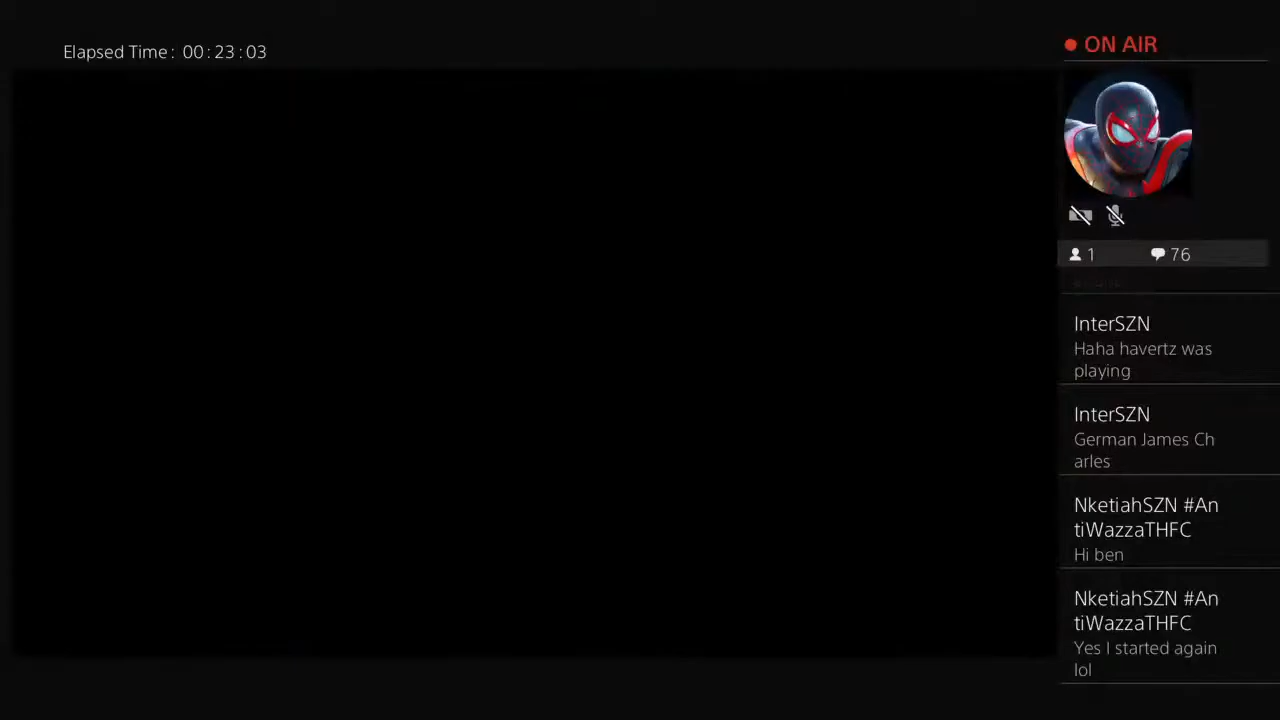 Elapsed Time: 00:23:03
ON AIR
1 76
InterSZN
Haha havertz was
playing
InterSZN
German James Ch
arles
NketiahSZN #An
tiWazzaTHFC
Hi ben
NketiahSZN #An
tiWazzaTHFC
Yes I started again
lol